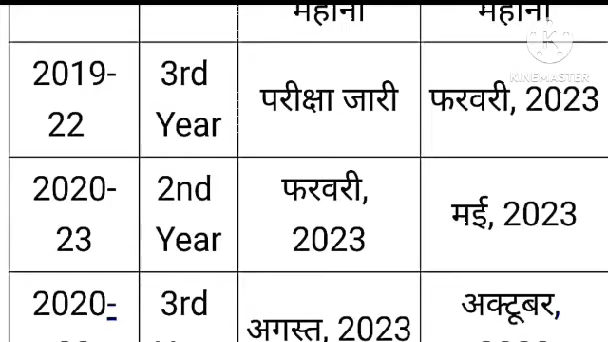 महीना महीना
KINEMASTER
2019-
22
3rd
Year
परीक्षा जारी
फरवरी, 2023
2020-
23
2nd
Year
फरवरी,
2023
मई, 2023
2020-
3rd
अगस्त, 2023
अक्टूबर,